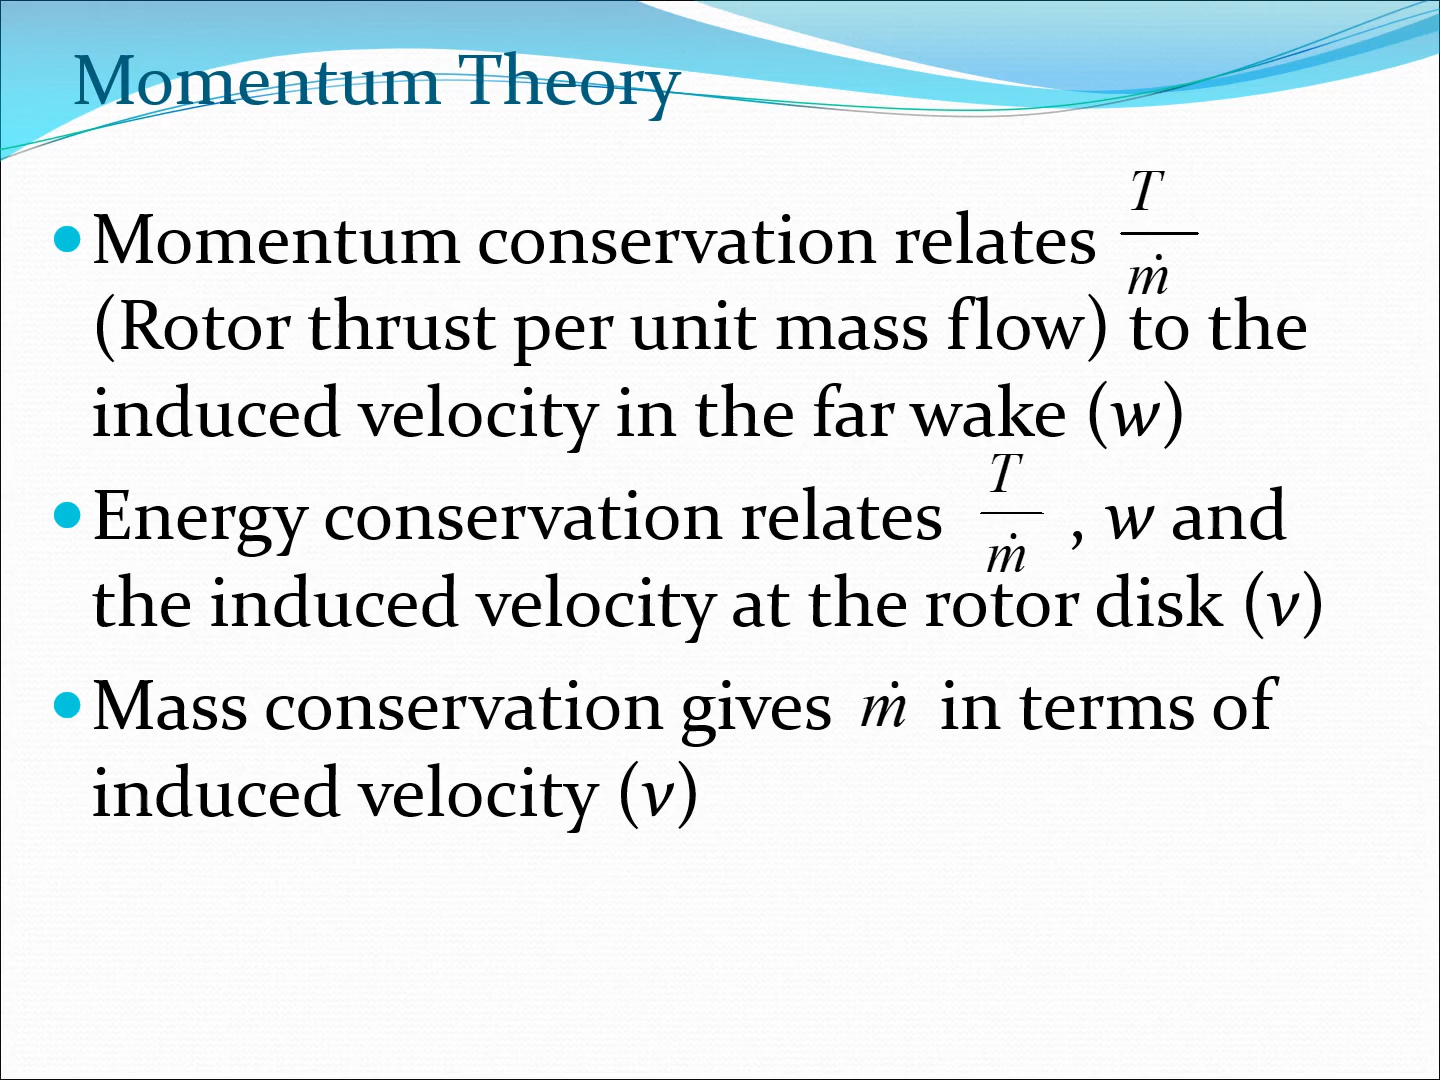 Momentum Theory
• Momentum conservation relates T/ṁ
(Rotor thrust per unit mass flow) to the
induced velocity in the far wake (w)
• Energy conservation relates T/ṁ , w and
the induced velocity at the rotor disk (v)
• Mass conservation gives ṁ in terms of
induced velocity (v)